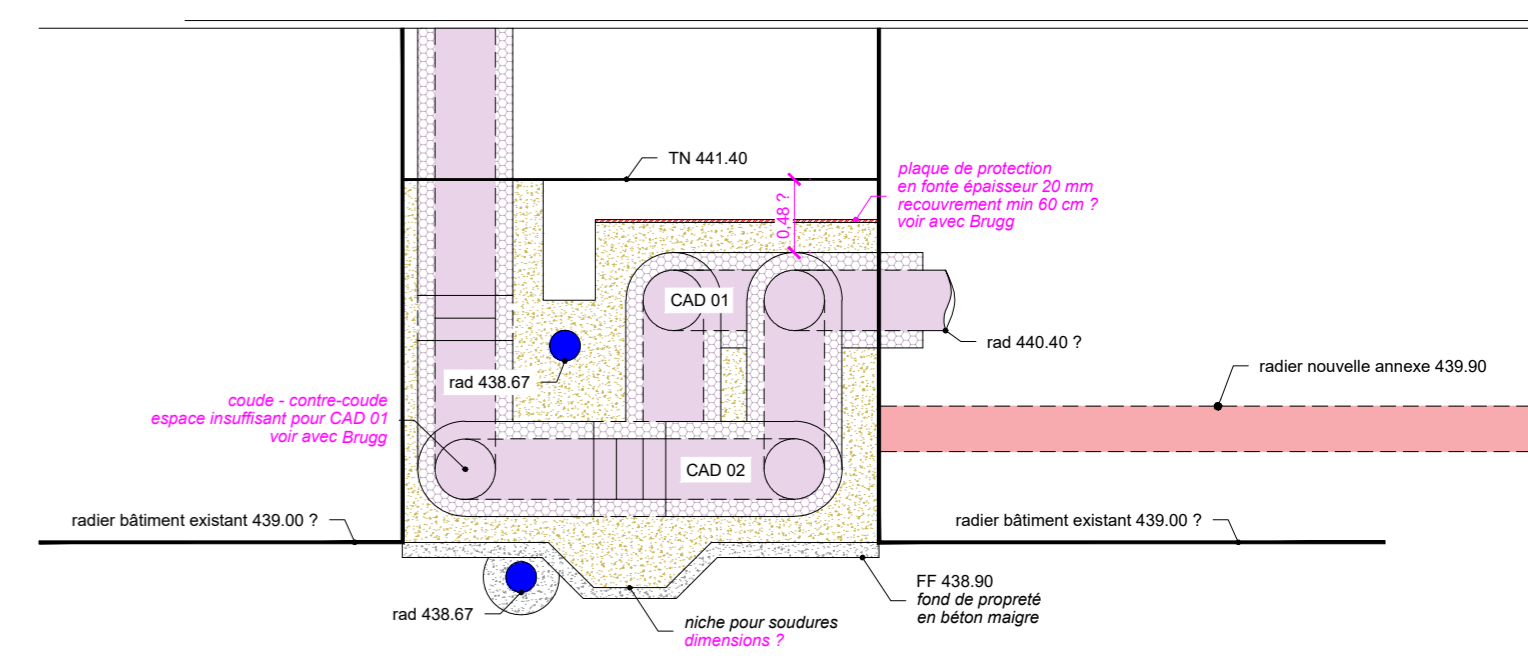 TN 441.40
plaque de protection
en fonte épaisseur 20 mm
recouvrement min 60 cm ?
voir avec Brugg
0.48 ?
CAD 01
rad 440.40 ?
radier nouvelle annexe 439.90
rad 438.67
coude - contre-coude
espace insuffisant pour CAD 01
voir avec Brugg
CAD 02
radier bâtiment existant 439.00 ?
radier bâtiment existant 439.00 ?
FF 438.90
fond de propreté
en béton maigre
rad 438.67
niche pour soudures
dimensions ?